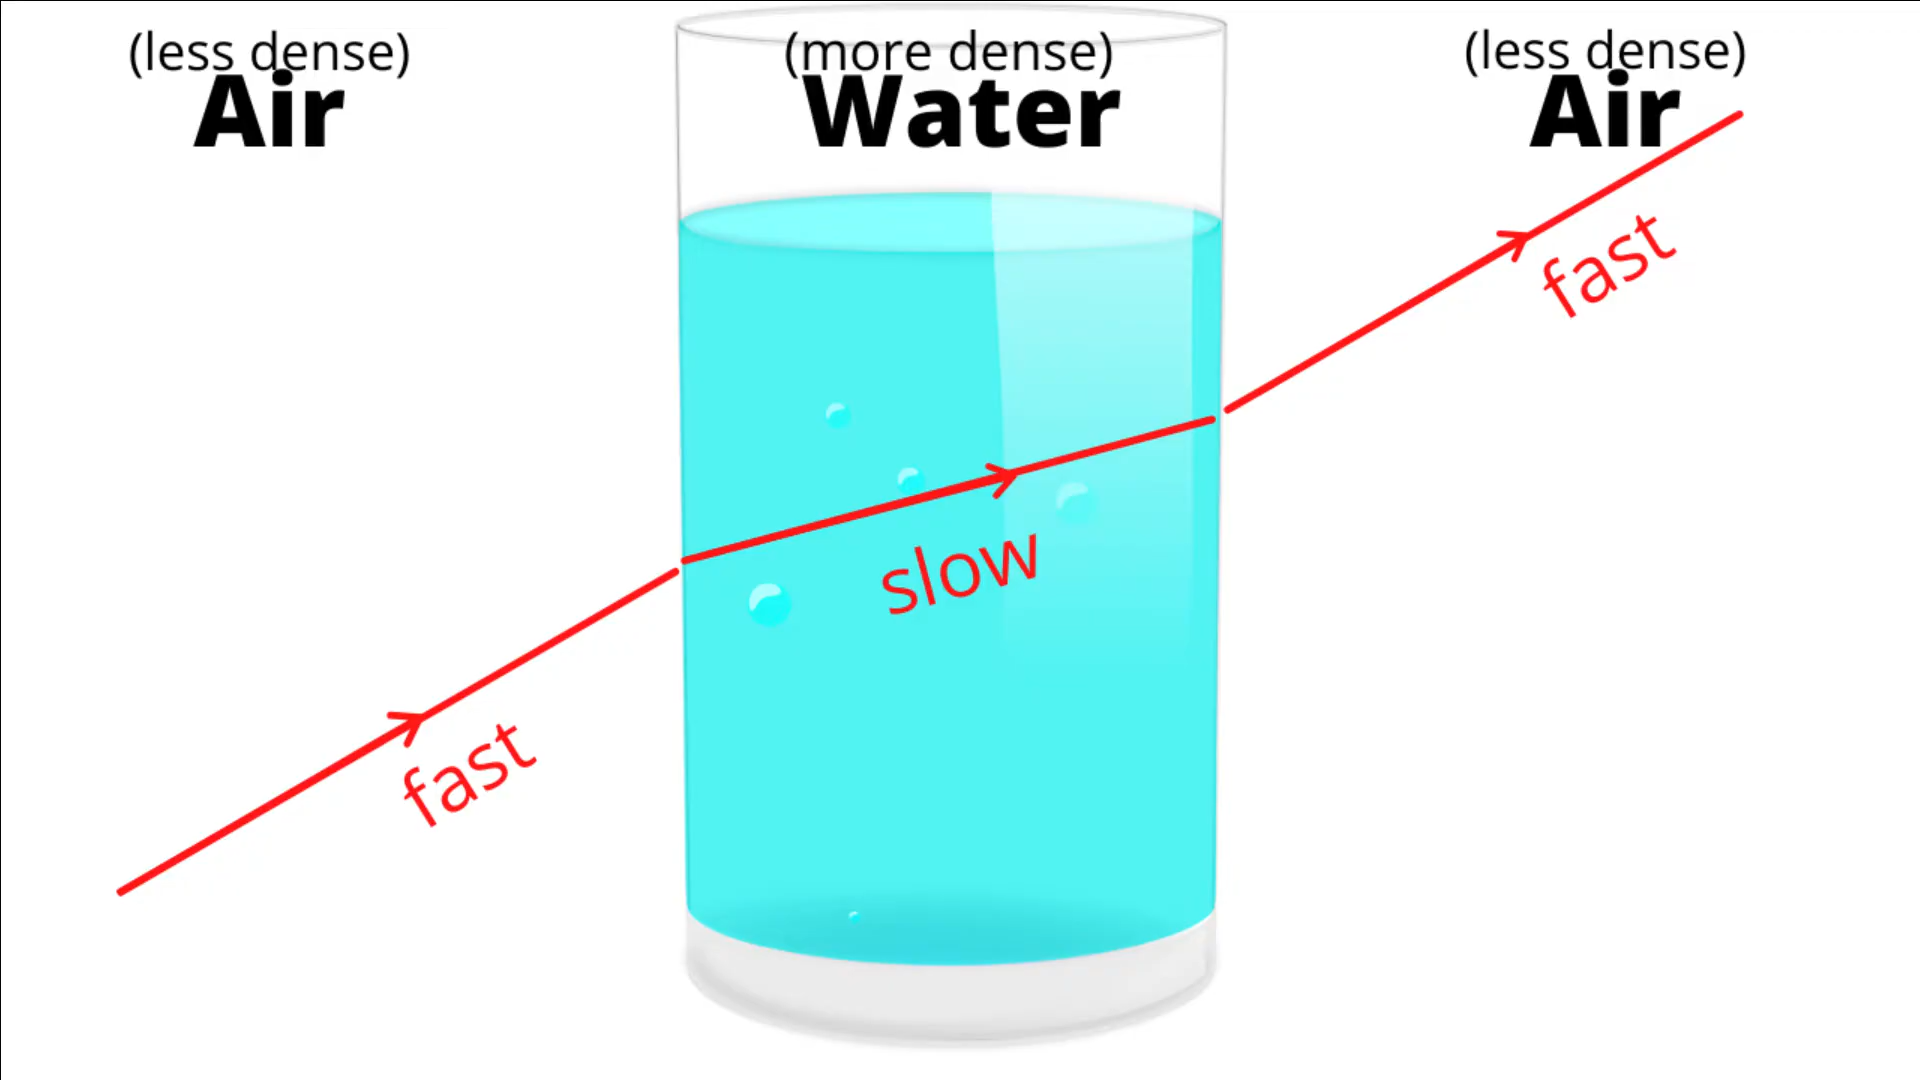 (less dense)
Air
(more dense)
Water
(less dense)
Air
fast
slow
fast